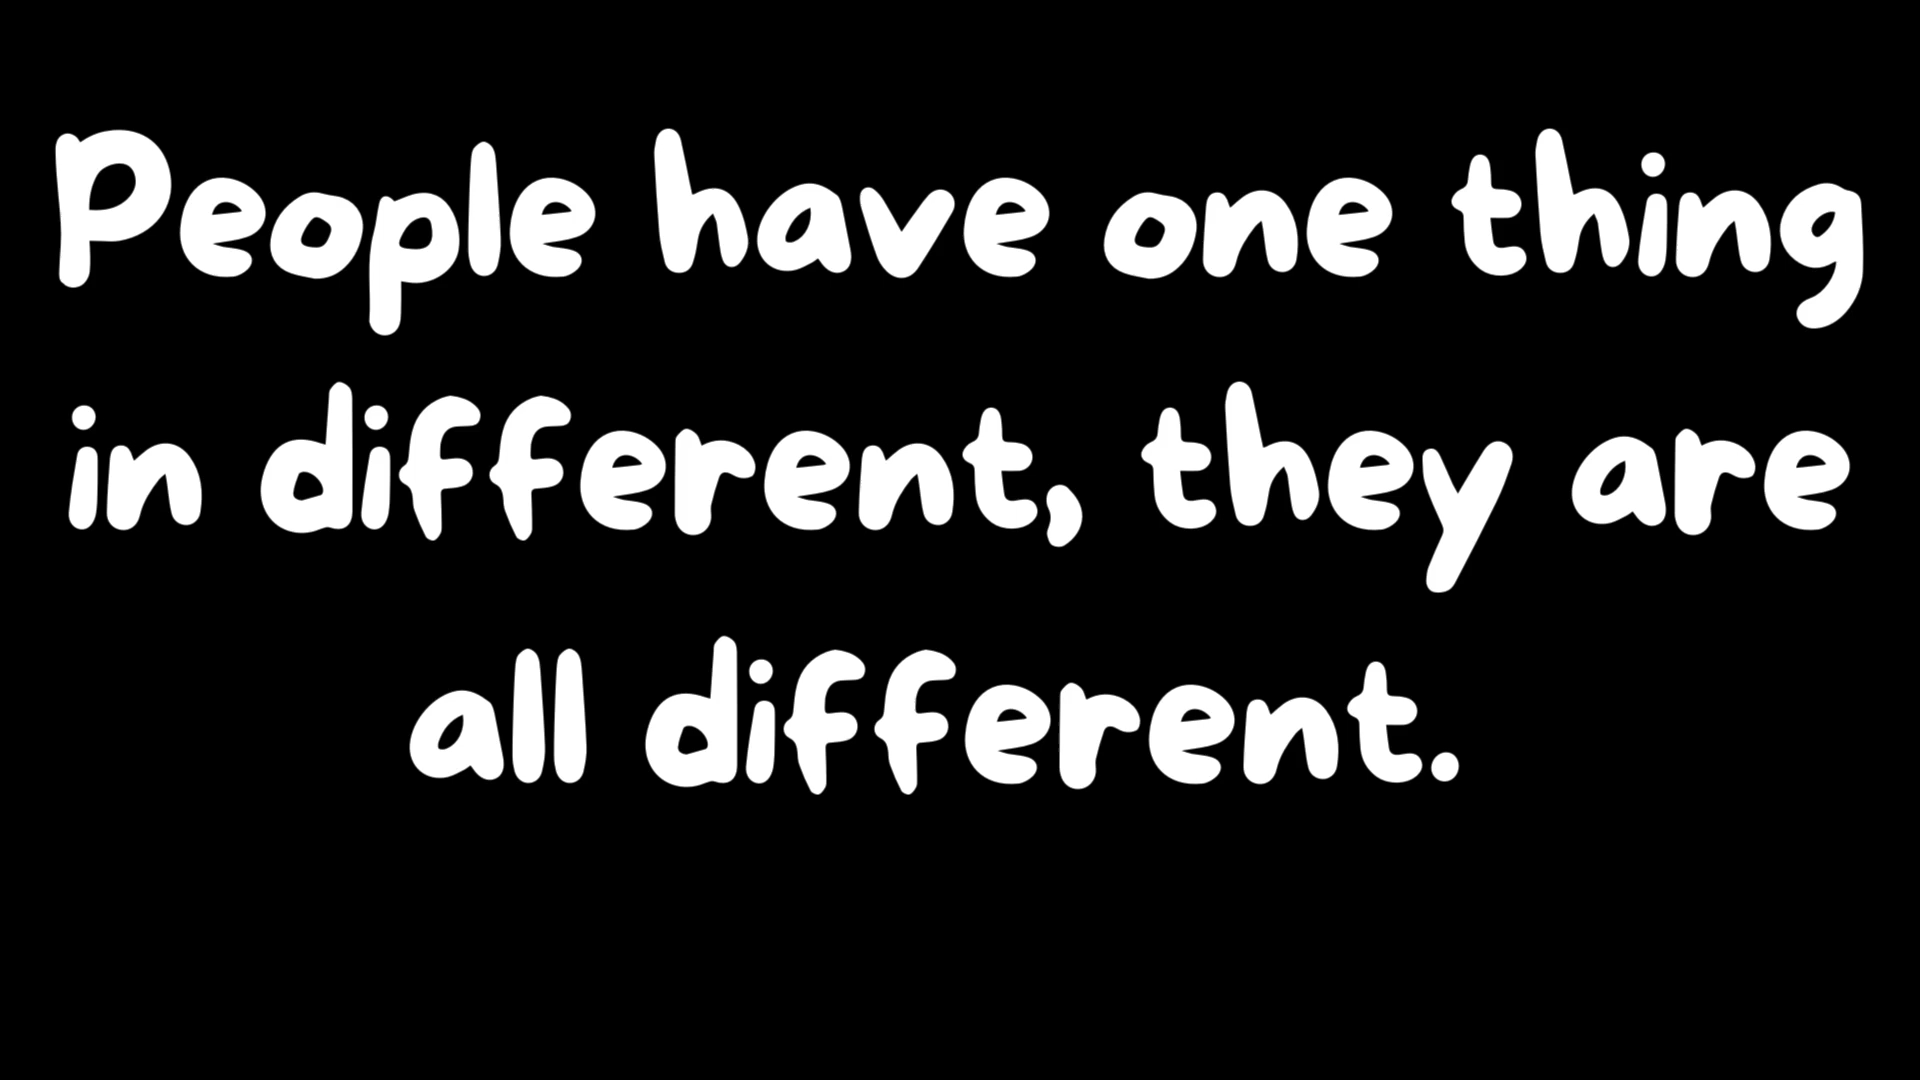 People have one thing
in different, they are
all different.